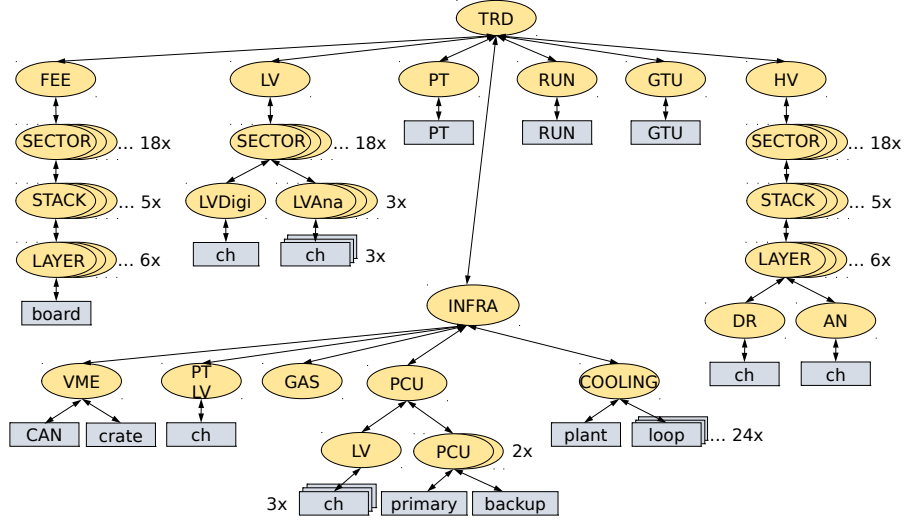 TRD
FEE
LV
PT
RUN
GTU
HV
PT
RUN
GTU
SECTOR
... 18x
SECTOR
... 18x
SECTOR
... 18x
STACK
... 5x
LVDigi
LVAna
3x
STACK
... 5x
ch
ch
3x
LAYER
... 6x
LAYER
... 6x
board
INFRA
DR
AN
ch
ch
VME
PT
LV
GAS
PCU
COOLING
CAN
crate
ch
plant
loop
... 24x
LV
PCU
2x
3x
ch
primary
backup